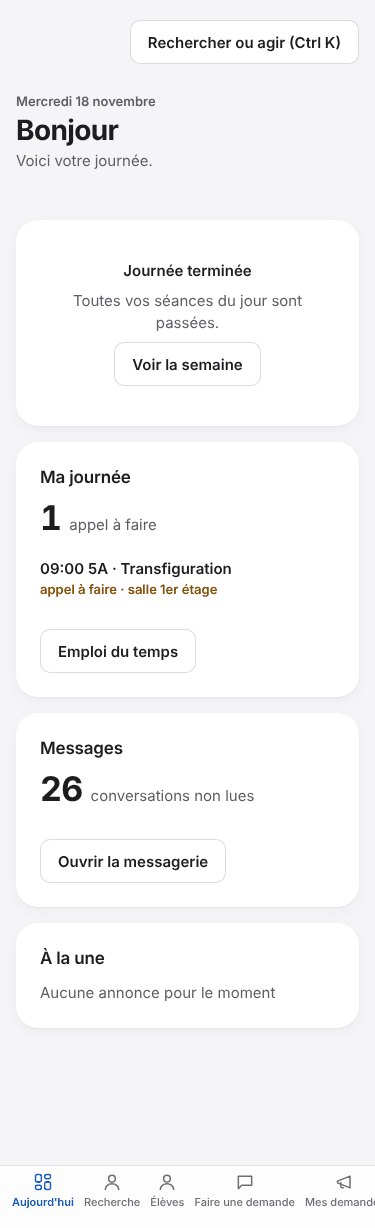 Rechercher ou agir (Ctrl K)
Mercredi 18 novembre
Bonjour
Voici votre journée.
Journée terminée
Toutes vos séances du jour sont
passées.
Voir la semaine
Ma journée
1 appel à faire
09:00 5A · Transfiguration
appel à faire · salle 1er étage
Emploi du temps
Messages
26 conversations non lues
Ouvrir la messagerie
À la une
Aucune annonce pour le moment
Aujourd'hui Recherche Élèves Faire une demande Mes demande